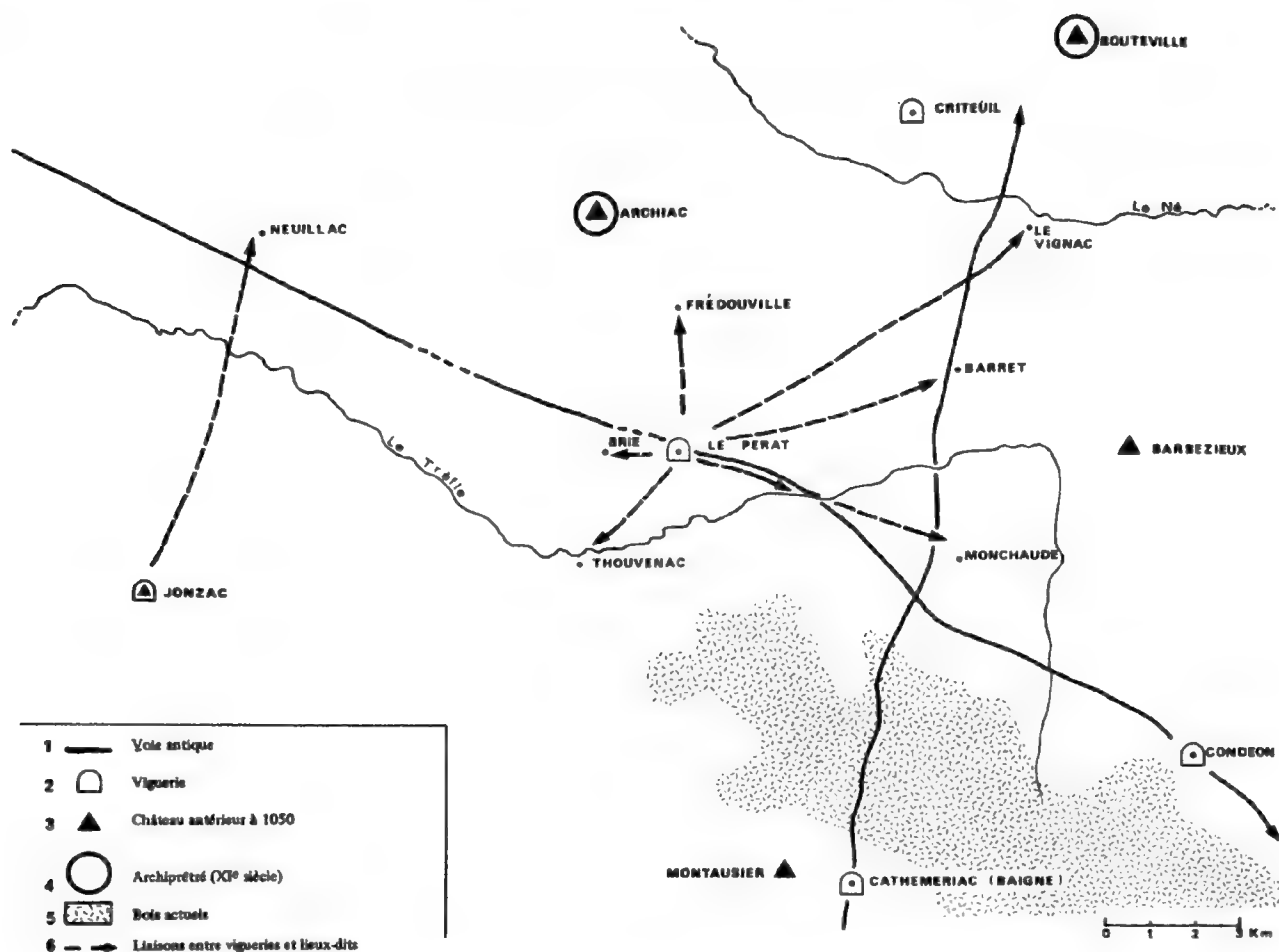 BOUTEVILLE
CRITEÜIL
ARCHIAC
Le Né
NEUILLAC
LE
VIGNAC
FRÉDOUVILLE
BARRET
BRIE
LE PERAT
BARBEZIEUX
Le Tréfle
THOUVENAC
MONCHAUDE
JONZAC
CONDEON
MONTAUSIER
CATHEMERIAC (BAIGNE)
0 1 2 3 Km
1 Voie antique
2 Viguerie
3 Château antérieur à 1050
4 Archiprêtré (XIe siècle)
5 Bois actuels
6 Liaisons entre vigueries et lieux-dits